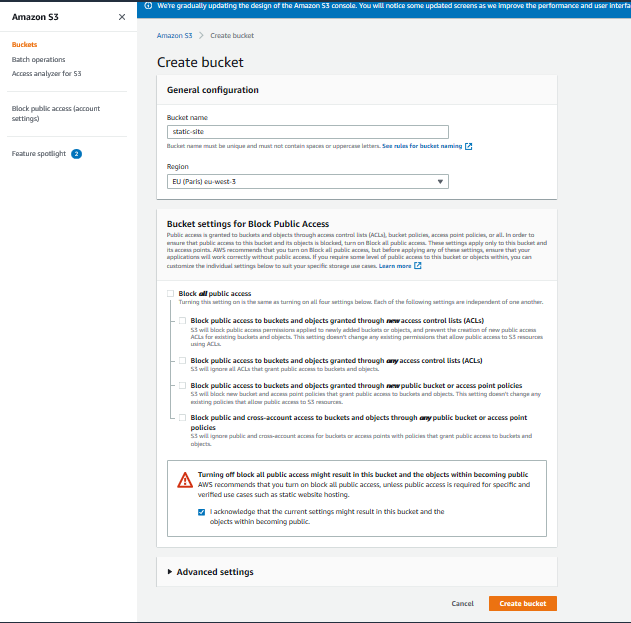 We're gradually updating the design of the Amazon S3 console. You will notice some updated screens as we improve the performance and user interfa
Amazon S3
Buckets
Batch operations
Access analyzer for S3
Block public access (account
settings)
Feature spotlight 2
Amazon S3 > Create bucket
Create bucket
General configuration
Bucket name
static-site
Bucket name must be unique and must not contain spaces or uppercase letters. See rules for bucket naming
Region
EU (Paris) eu-west-3
Bucket settings for Block Public Access
Public access is granted to buckets and objects through access control lists (ACLs), bucket policies, access point policies, or all. In order to
ensure that public access to this bucket and its objects is blocked, turn on Block all public access. These settings apply only to this bucket and
its access points. AWS recommends that you turn on Block all public access, but before applying any of these settings, ensure that your
applications will work correctly without public access. If you require some level of public access to this bucket or objects within, you can
customize the individual settings below to suit your specific storage use cases. Learn more
Block all public access
Turning this setting on is the same as turning on all four settings below. Each of the following settings are independent of one another.
Block public access to buckets and objects granted through new access control lists (ACLs)
S3 will block public access permissions applied to newly added buckets or objects, and prevent the creation of new public access
ACLs for existing buckets and objects. This setting doesn't change any existing permissions that allow public access to S3 resources
using ACLs.
Block public access to buckets and objects granted through any access control lists (ACLs)
S3 will ignore all ACLs that grant public access to buckets and objects.
Block public access to buckets and objects granted through new public bucket or access point policies
S3 will block new bucket and access point policies that grant public access to buckets and objects. This setting doesn't change any
existing policies that allow public access to S3 resources.
Block public and cross-account access to buckets and objects through any public bucket or access point
policies
S3 will ignore public and cross-account access for buckets or access points with policies that grant public access to buckets and
objects.
Turning off block all public access might result in this bucket and the objects within becoming public
AWS recommends that you turn on block all public access, unless public access is required for specific and
verified use cases such as static website hosting.
I acknowledge that the current settings might result in this bucket and the
objects within becoming public.
Advanced settings
Cancel
Create bucket